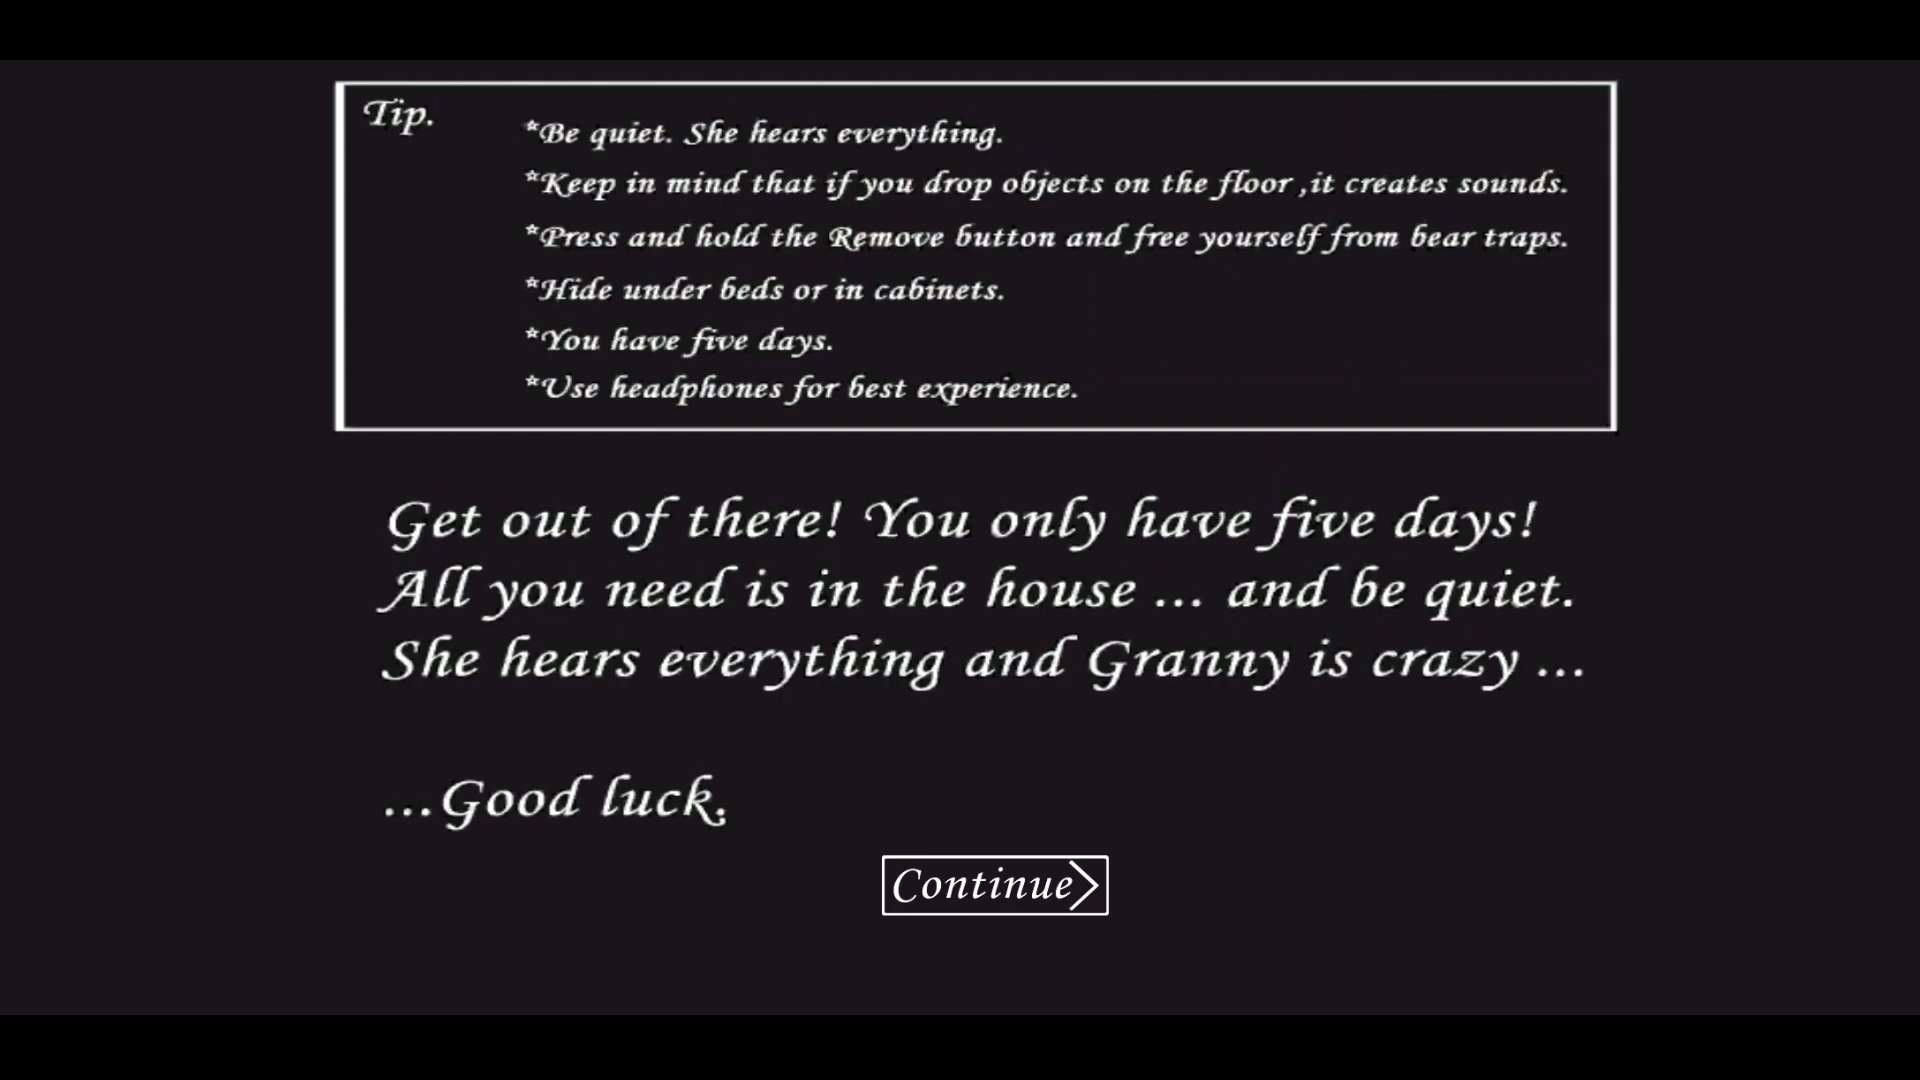 Tip.
*Be quiet. She hears everything.
*Keep in mind that if you drop objects on the floor ,it creates sounds.
*Press and hold the Remove button and free yourself from bear traps.
*Hide under beds or in cabinets.
*You have five days.
*Use headphones for best experience.
Get out of there! You only have five days!
All you need is in the house ... and be quiet.
She hears everything and Granny is crazy ...
...Good luck.
Continue